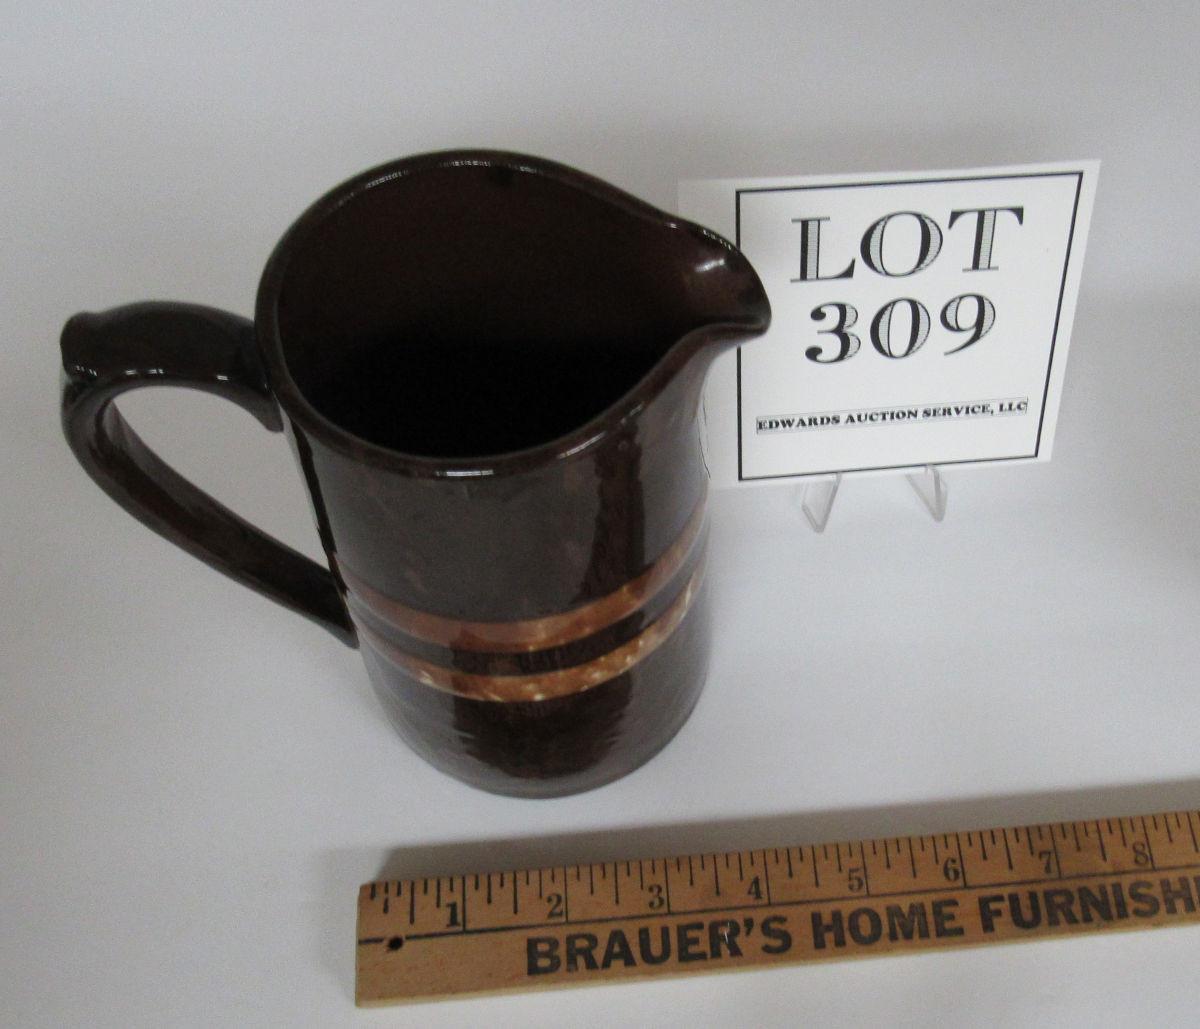 LOT
309
EDWARDS AUCTION SERVICE, LLC
1 2 3 4 5 6 7 8
BRAUER'S HOME FURNISH